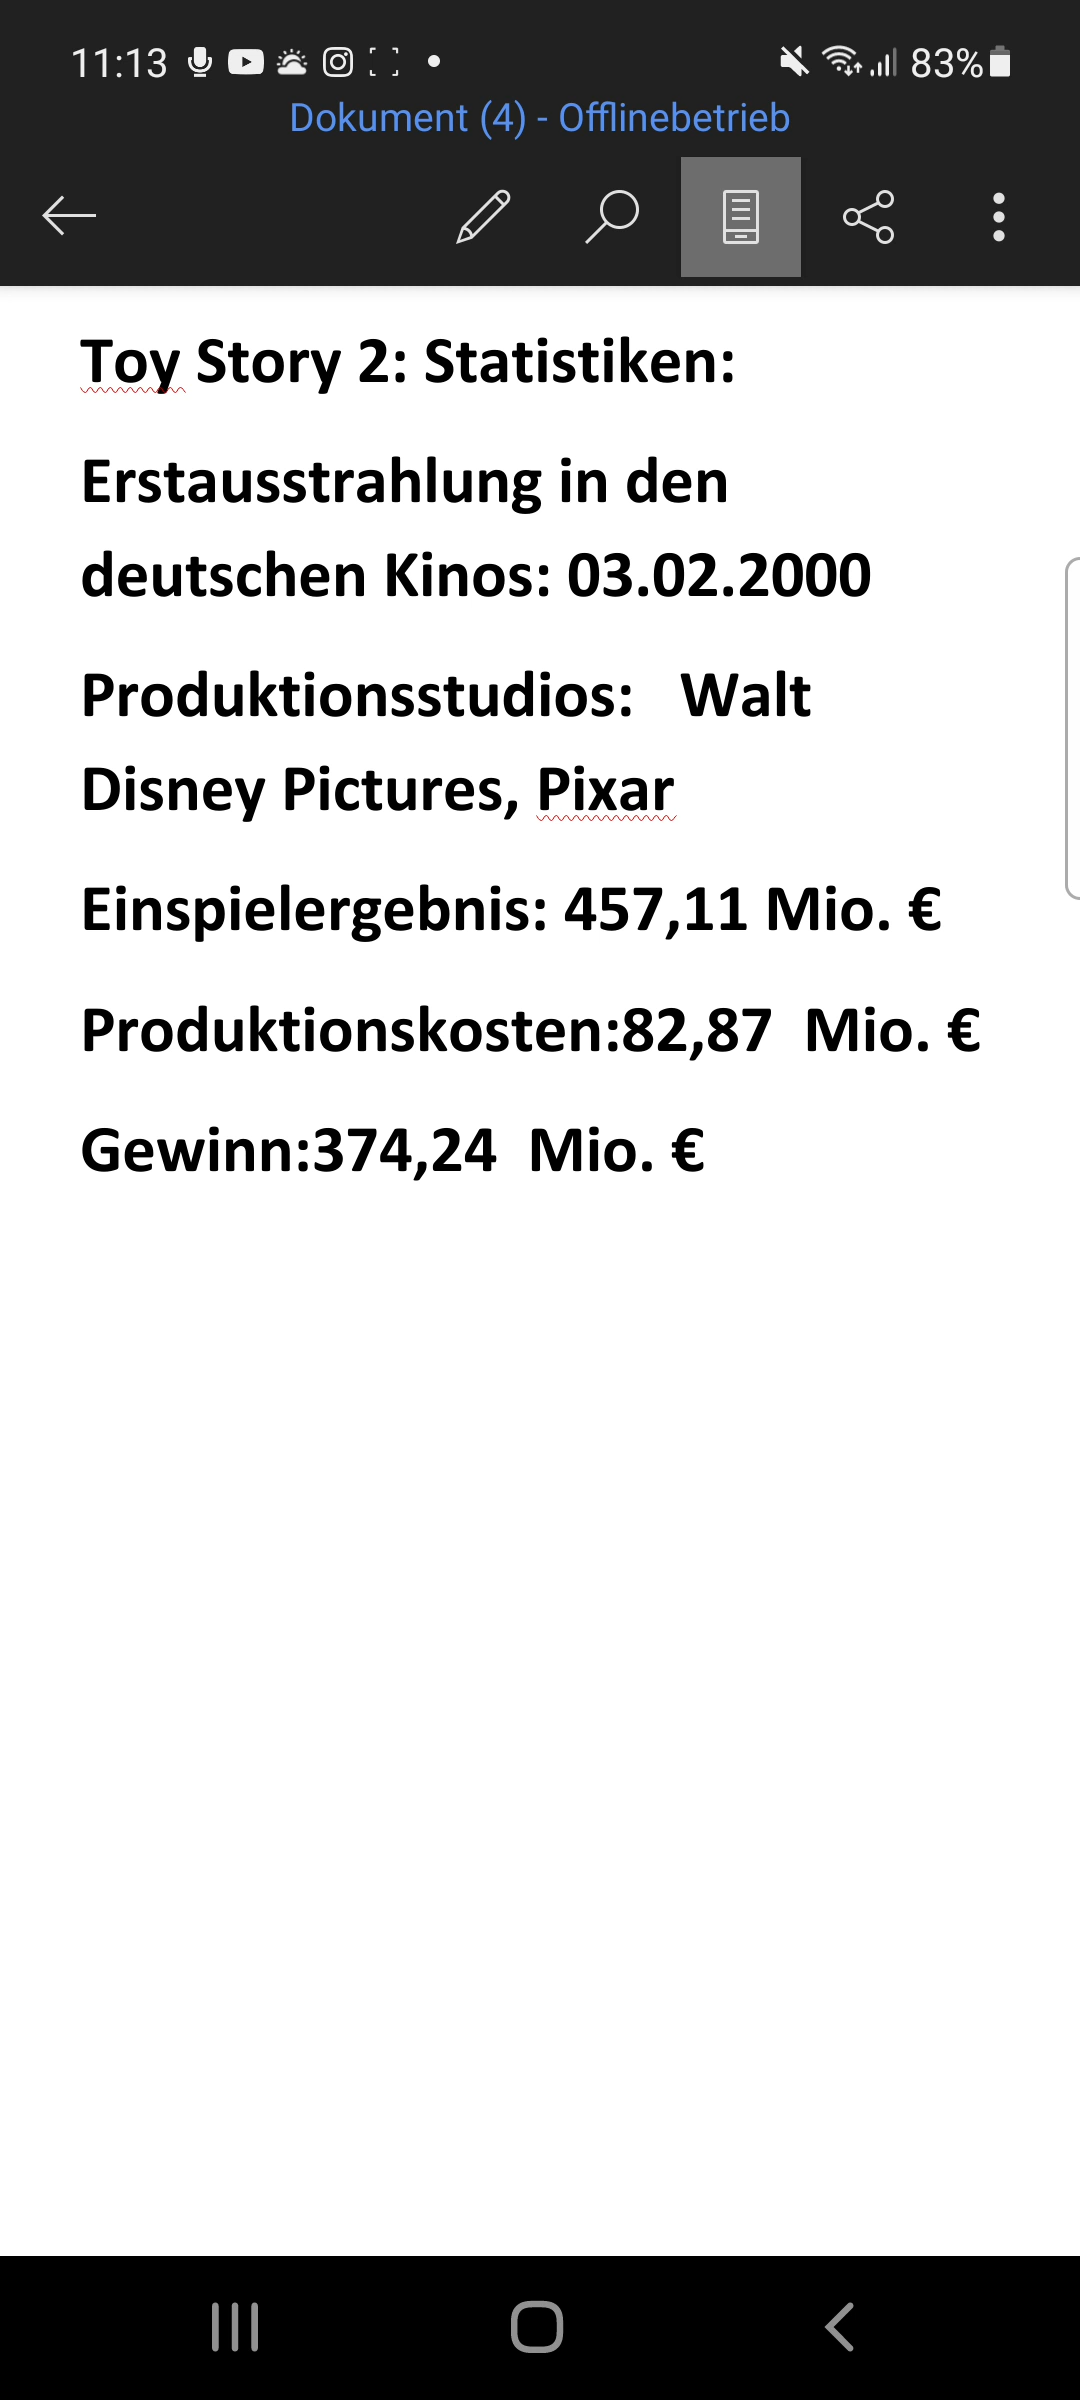 11:13 83%
Dokument (4) - Offlinebetrieb
Toy Story 2: Statistiken:
Erstausstrahlung in den
deutschen Kinos: 03.02.2000
Produktionsstudios:   Walt
Disney Pictures, Pixar
Einspielergebnis: 457,11 Mio. €
Produktionskosten:82,87  Mio. €
Gewinn:374,24  Mio. €